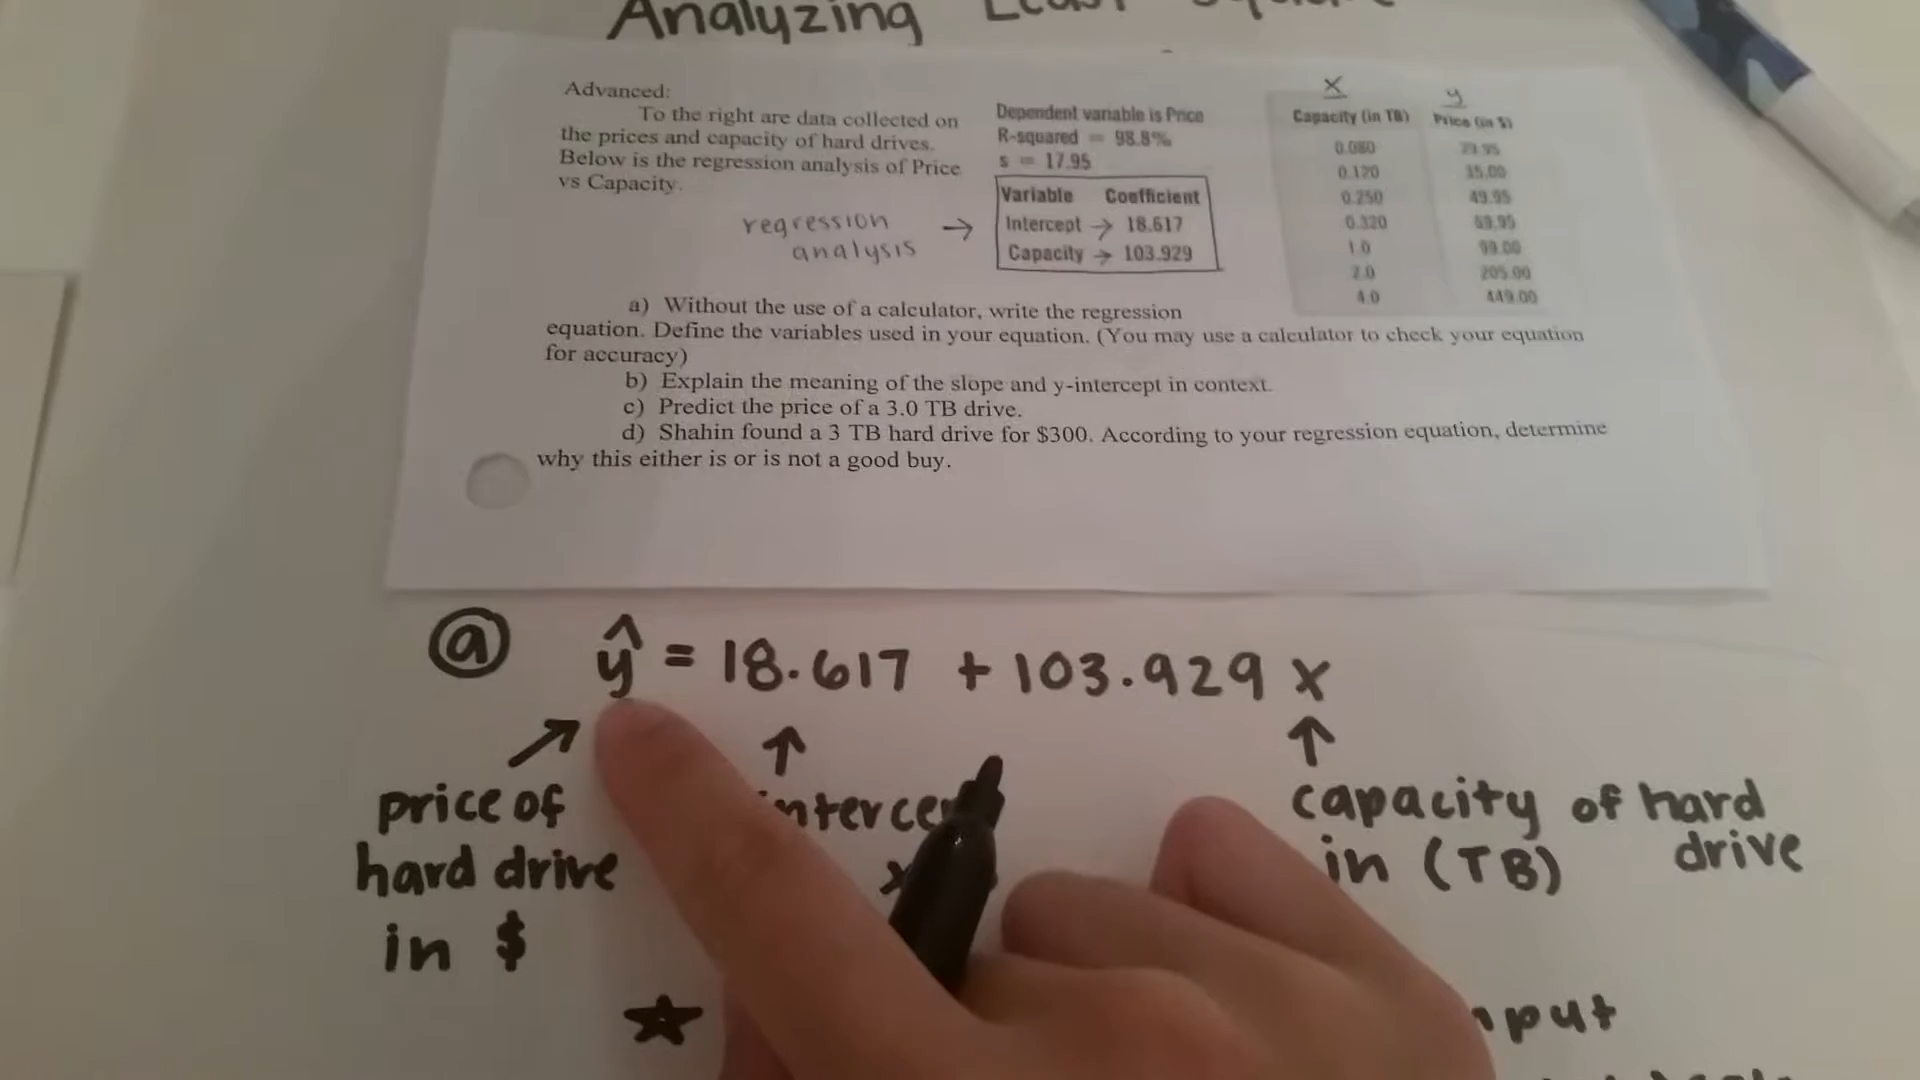 Analyzing Least
Advanced:
To the right are data collected on
the prices and capacity of hard drives.
Below is the regression analysis of Price
vs Capacity.
regression
analysis →
Dependent variable is Price
R-squared = 98.8%
s = 17.95
Variable Coefficient
Intercept → 18.617
Capacity → 103.929
x y
Capacity (in TB) Price (in $)
0.080
0.120 35.00
0.250 49.95
0.320 69.95
1.0 99.00
2.0 205.00
4.0 449.00
a) Without the use of a calculator, write the regression
equation. Define the variables used in your equation. (You may use a calculator to check your equation
for accuracy)
b) Explain the meaning of the slope and y-intercept in context.
c) Predict the price of a 3.0 TB drive.
d) Shahin found a 3 TB hard drive for $300. According to your regression equation, determine
why this either is or is not a good buy.
ⓐ ŷ = 18.617 + 103.929 x
↗ ↑ ↑
price of
hard drive
in $
capacity of hard
in (TB) drive
★